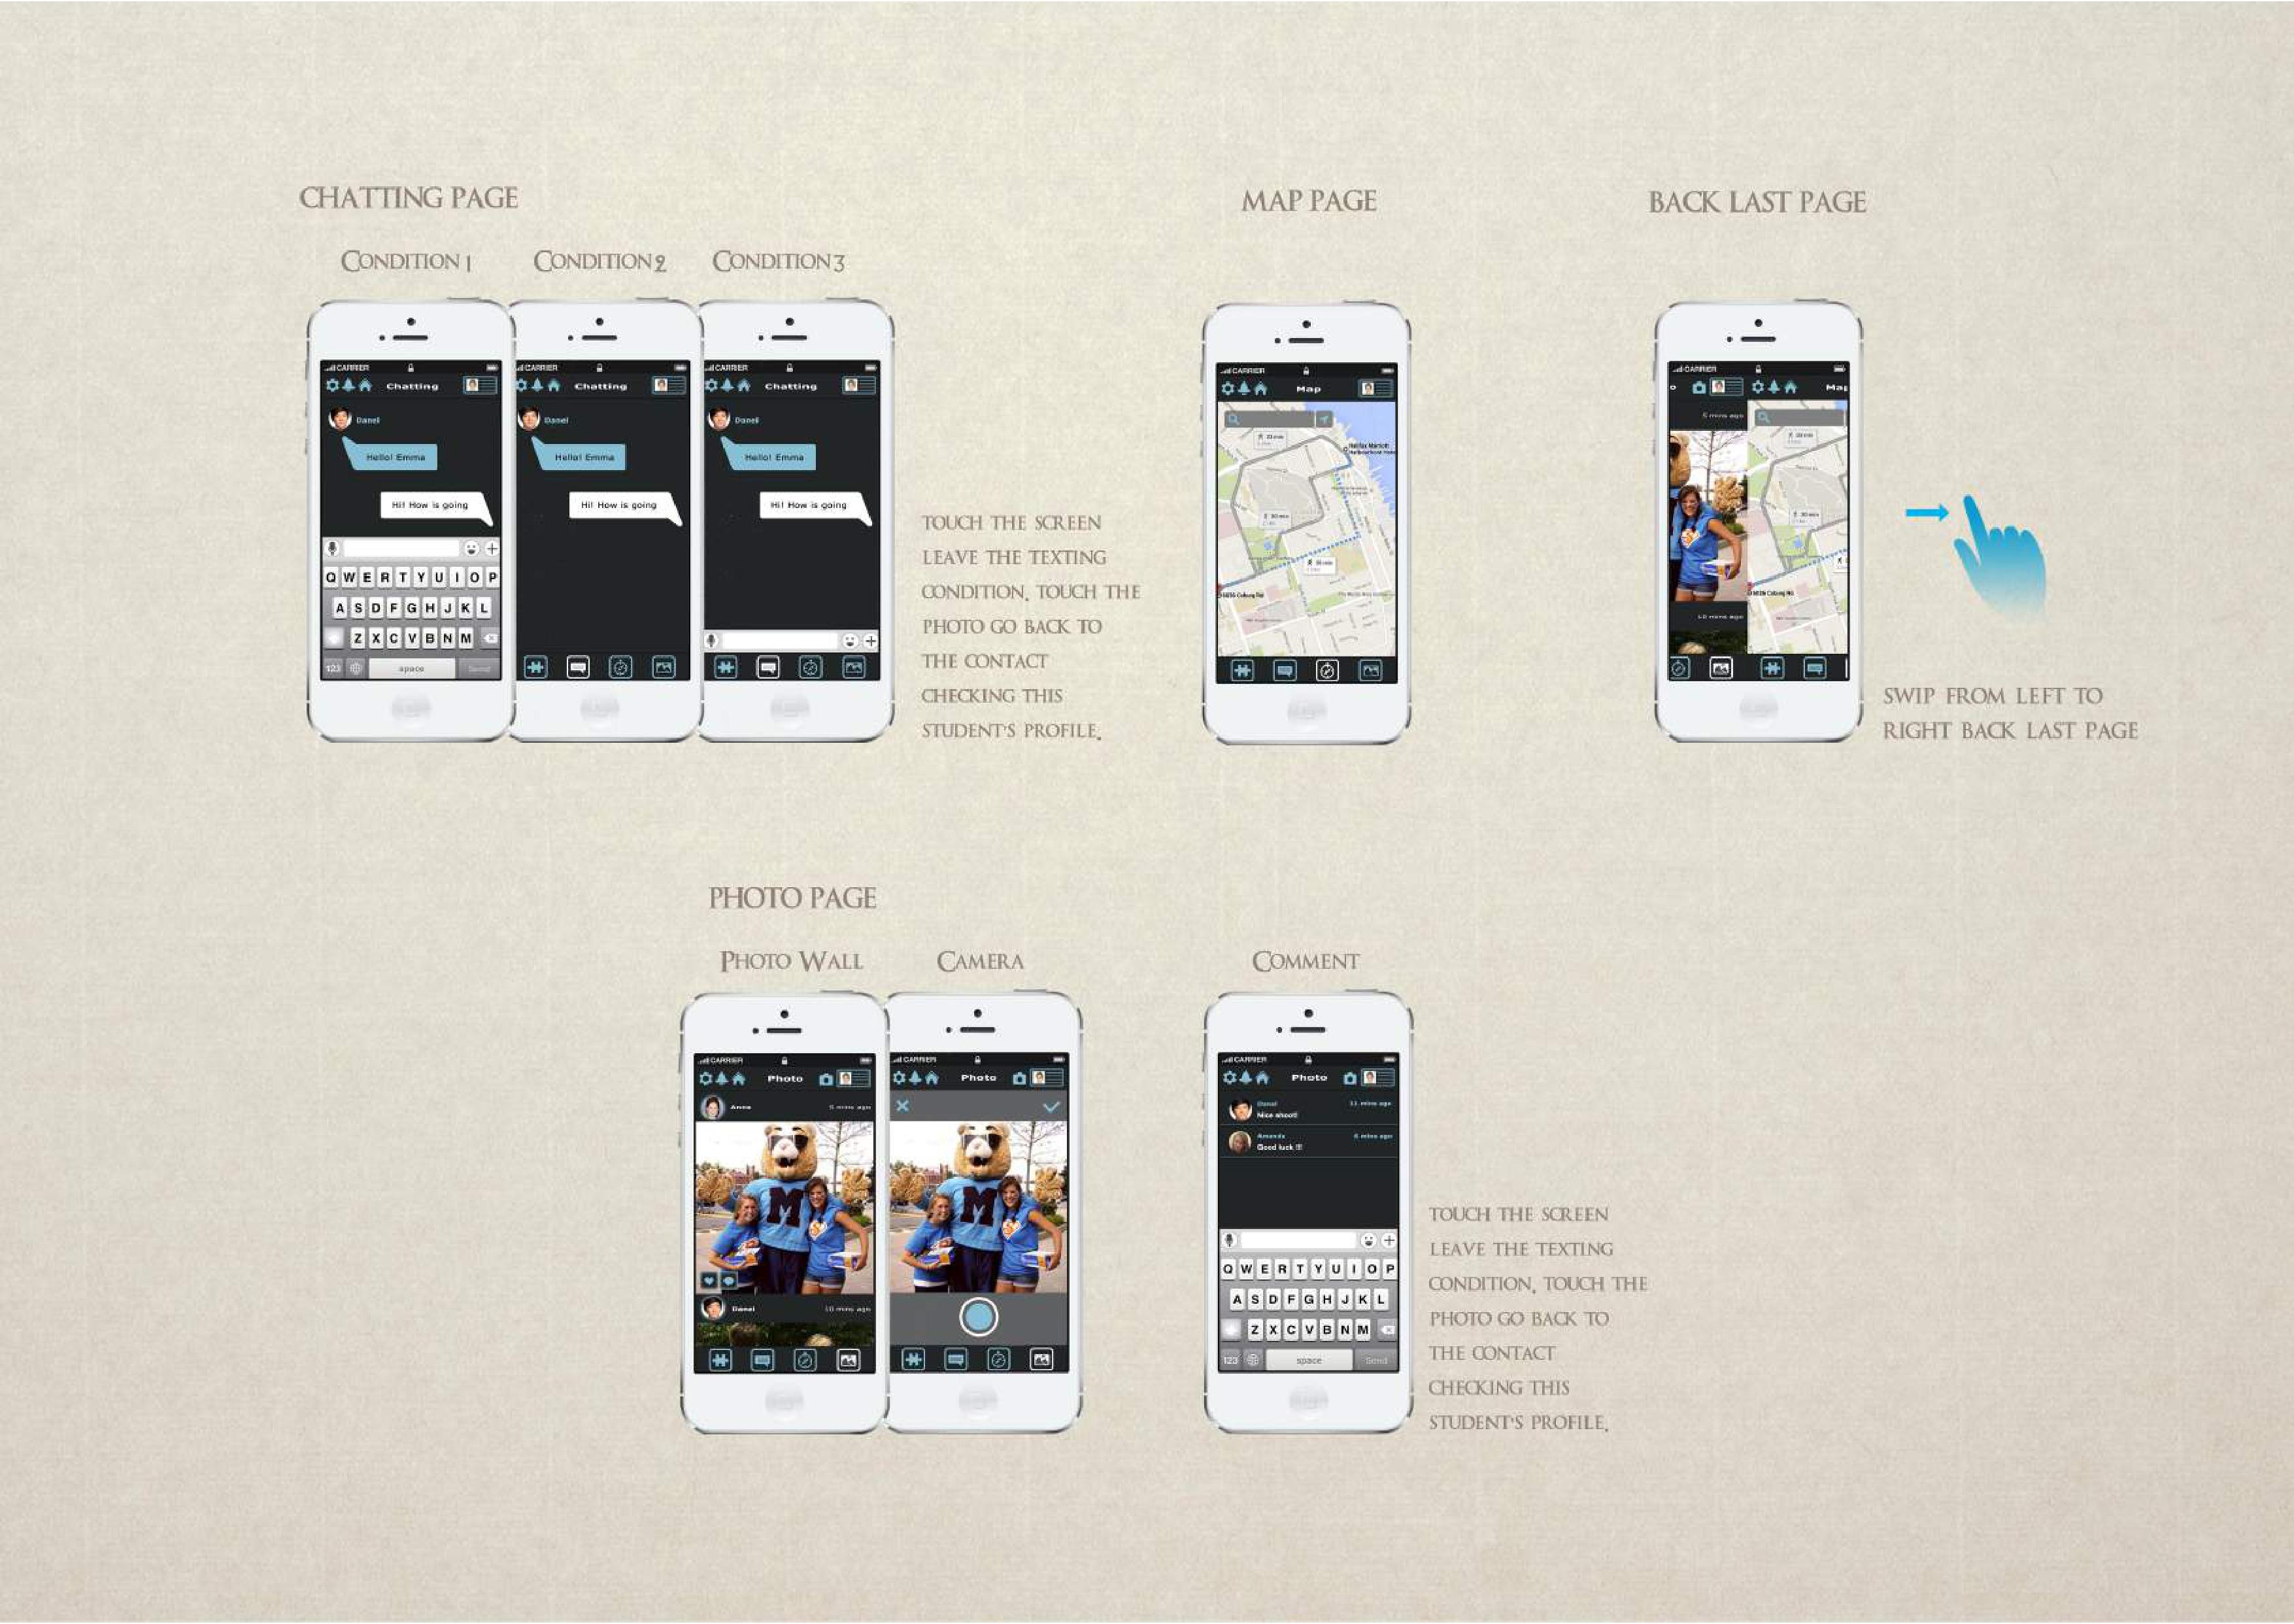 CHATTING PAGE
CONDITION 1
CONDITION 2
CONDITION 3
CARRIER
Chatting
Danel
Hello! Emma
Hi! How is going
Q W E R T Y U I O P
A S D F G H J K L
Z X C V B N M
123
space
Send
CARRIER
Chatting
Danel
Hello! Emma
Hi! How is going
CARRIER
Chatting
Danel
Hello! Emma
Hi! How is going
TOUCH THE SCREEN
LEAVE THE TEXTING
CONDITION, TOUCH THE
PHOTO GO BACK TO
THE CONTACT
CHECKING THIS
STUDENT'S PROFILE.
MAP PAGE
CARRIER
Map
Halifax Marriott
Coburg Rd
BACK LAST PAGE
CARRIER
Map
5 mins ago
Coburg Rd
10 mins ago
SWIP FROM LEFT TO
RIGHT BACK LAST PAGE
PHOTO PAGE
PHOTO WALL
CARRIER
Photo
Anna
5 mins ago
M
Danel
10 mins ago
CAMERA
CARRIER
Photo
M
COMMENT
CARRIER
Photo
Danel
11 mins ago
Nice shoot!
Amanda
6 mins ago
Good luck !!!
Q W E R T Y U I O P
A S D F G H J K L
Z X C V B N M
123
space
Send
TOUCH THE SCREEN
LEAVE THE TEXTING
CONDITION, TOUCH THE
PHOTO GO BACK TO
THE CONTACT
CHECKING THIS
STUDENT'S PROFILE.